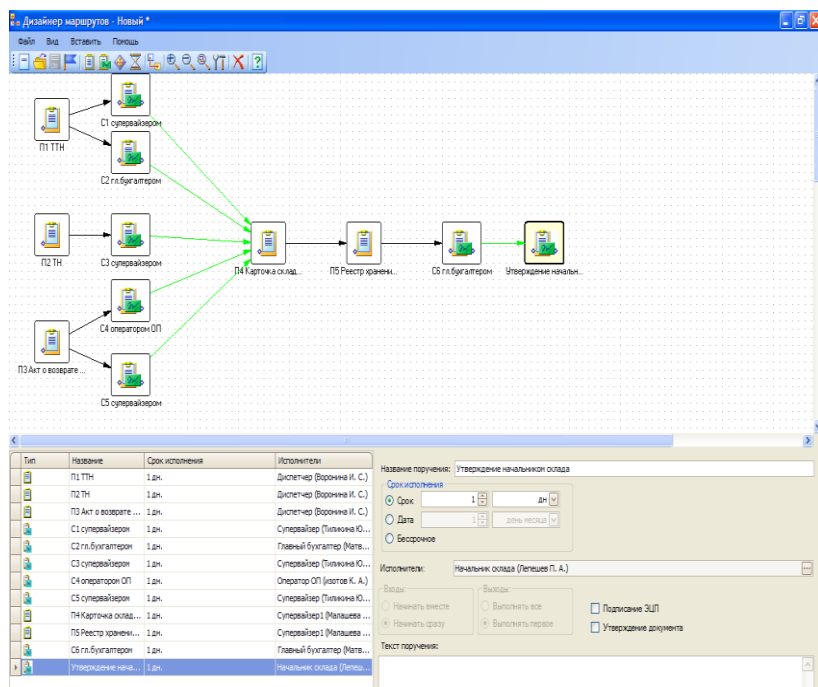 Дизайнер маршрутов - Новый *
Файл Вид Вставить Помощь
С1 супервайзером
П1 ТТН
С2 гл.бухгалтером
П2 ТН
С3 супервайзером
П4 Карточка склад...
П5 Реестр хранени...
С6 гл.бухгалтером
Утверждение начальн...
С4 оператором ОП
П3 Акт о возврате ...
С5 супервайзером
Тип Название Срок исполнения Исполнители
П1 ТТН 1 дн. Диспетчер (Воронина И. С.)
П2 ТН 1 дн. Диспетчер (Воронина И. С.)
П3 Акт о возврате ... 1 дн. Диспетчер (Воронина И. С.)
С1 супервайзером 1 дн. Супервайзер (Тиликина Ю...
С2 гл.бухгалтером 1 дн. Главный бухгалтер (Матв...
С3 супервайзером 1 дн. Супервайзер (Тиликина Ю...
С4 оператором ОП 1 дн. Оператор ОП (изотов К. А.)
С5 супервайзером 1 дн. Супервайзер (Тиликина Ю...
П4 Карточка склад... 1 дн. Супервайзер1 (Малашева ...
П5 Реестр хранени... 1 дн. Супервайзер1 (Малашева ...
С6 гл.бухгалтером 1 дн. Главный бухгалтер (Матв...
Утверждение нача... 1 дн. Начальник склада (Лепеш...
Название поручения: Утверждение начальником склада
Срок исполнения
Срок 1 дн
Дата 1 день месяца
Бессрочное
Исполнители: Начальник склада (Лепешев П. А.)
Входы Выходы
Начинать вместе Выполнять все Подписание ЭЦП
Начинать сразу Выполнять первое Утверждение документа
Текст поручения: